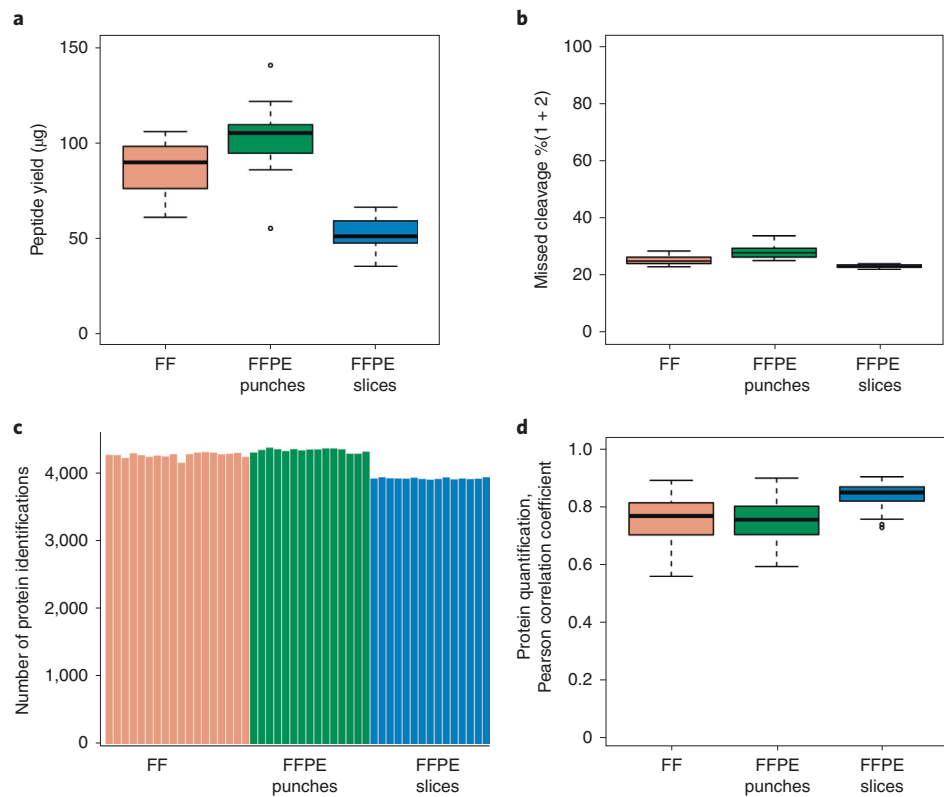 a
Peptide yield (µg)
150
100
50
0
FF
FFPE
punches
FFPE
slices
b
Missed cleavage %(1 + 2)
100
80
60
40
20
0
FF
FFPE
punches
FFPE
slices
c
Number of protein identifications
4,000
3,000
2,000
1,000
0
FF
FFPE
punches
FFPE
slices
d
Protein quantification,
Pearson correlation coefficient
1.0
0.8
0.6
0.4
0.2
0
FF
FFPE
punches
FFPE
slices